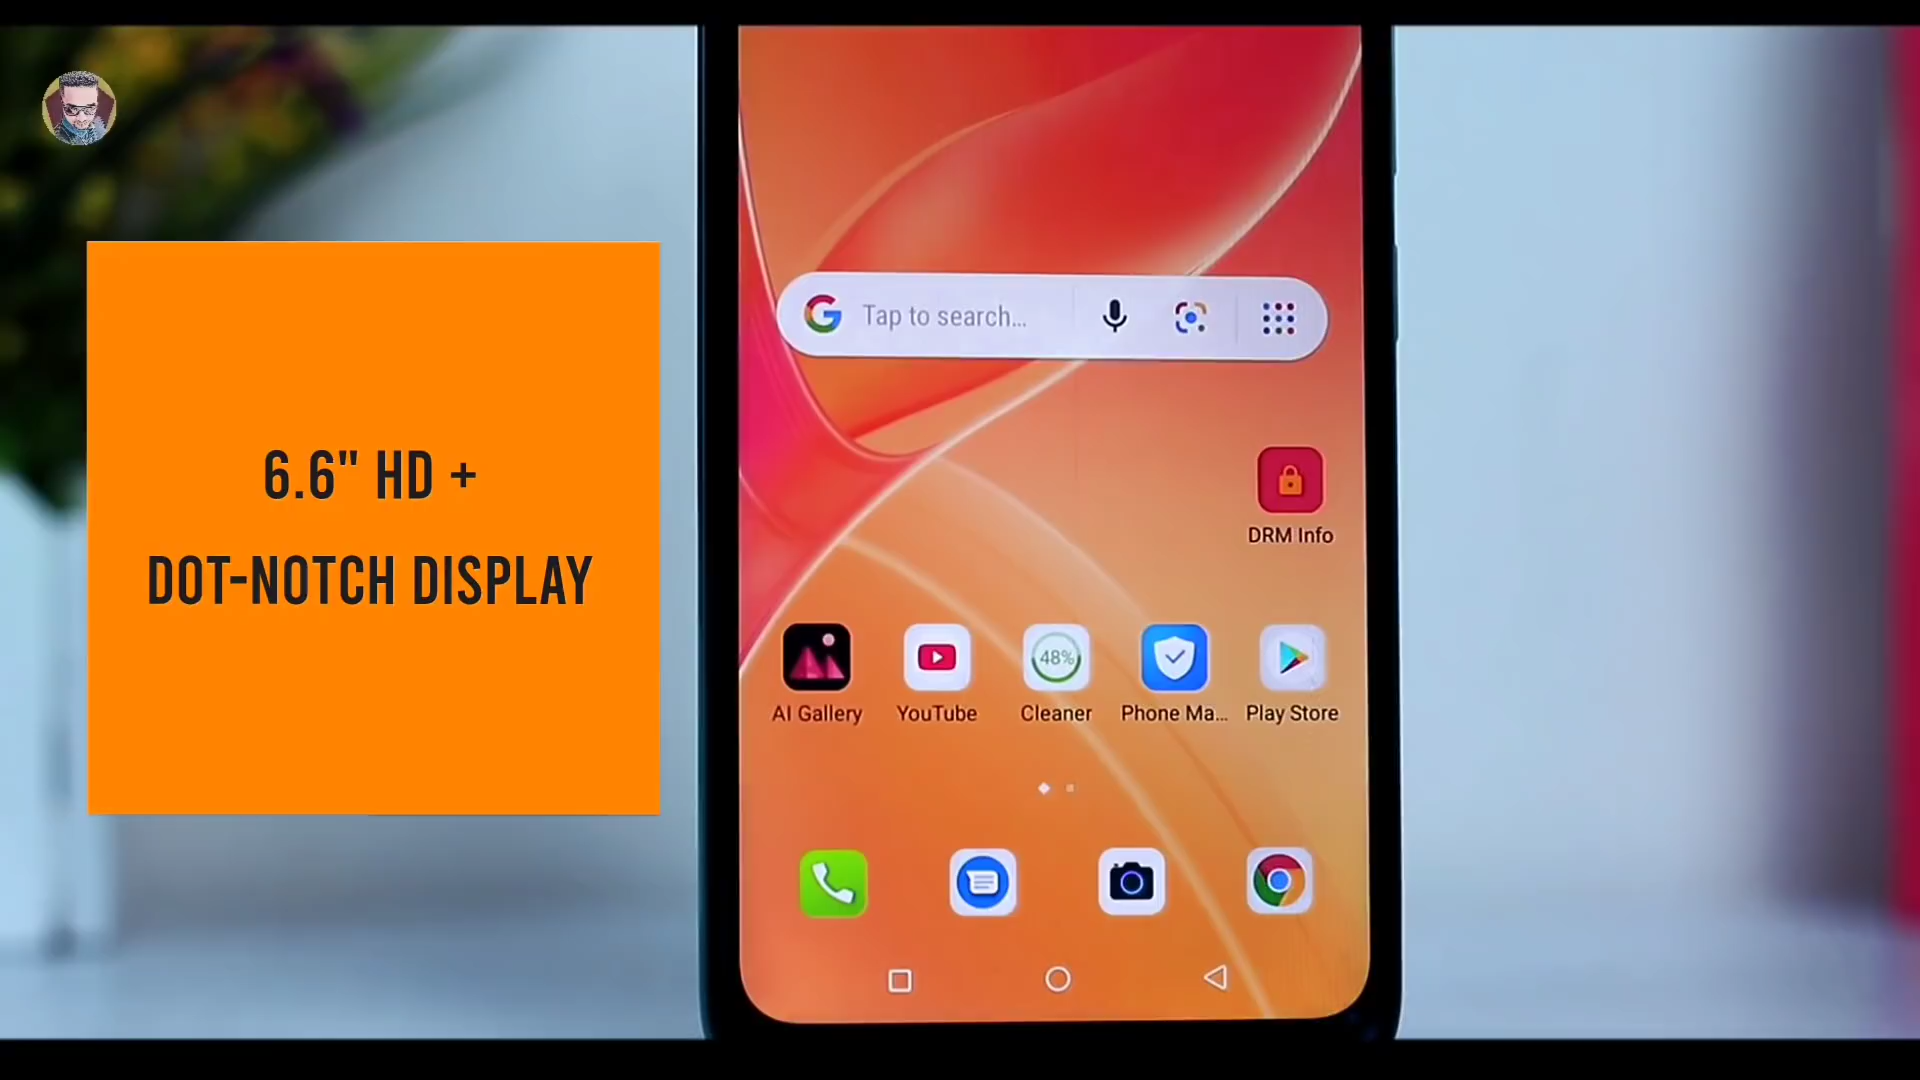 6.6" HD +
DOT-NOTCH DISPLAY
Tap to search...
DRM Info
48%
AI Gallery
YouTube
Cleaner
Phone Ma...
Play Store